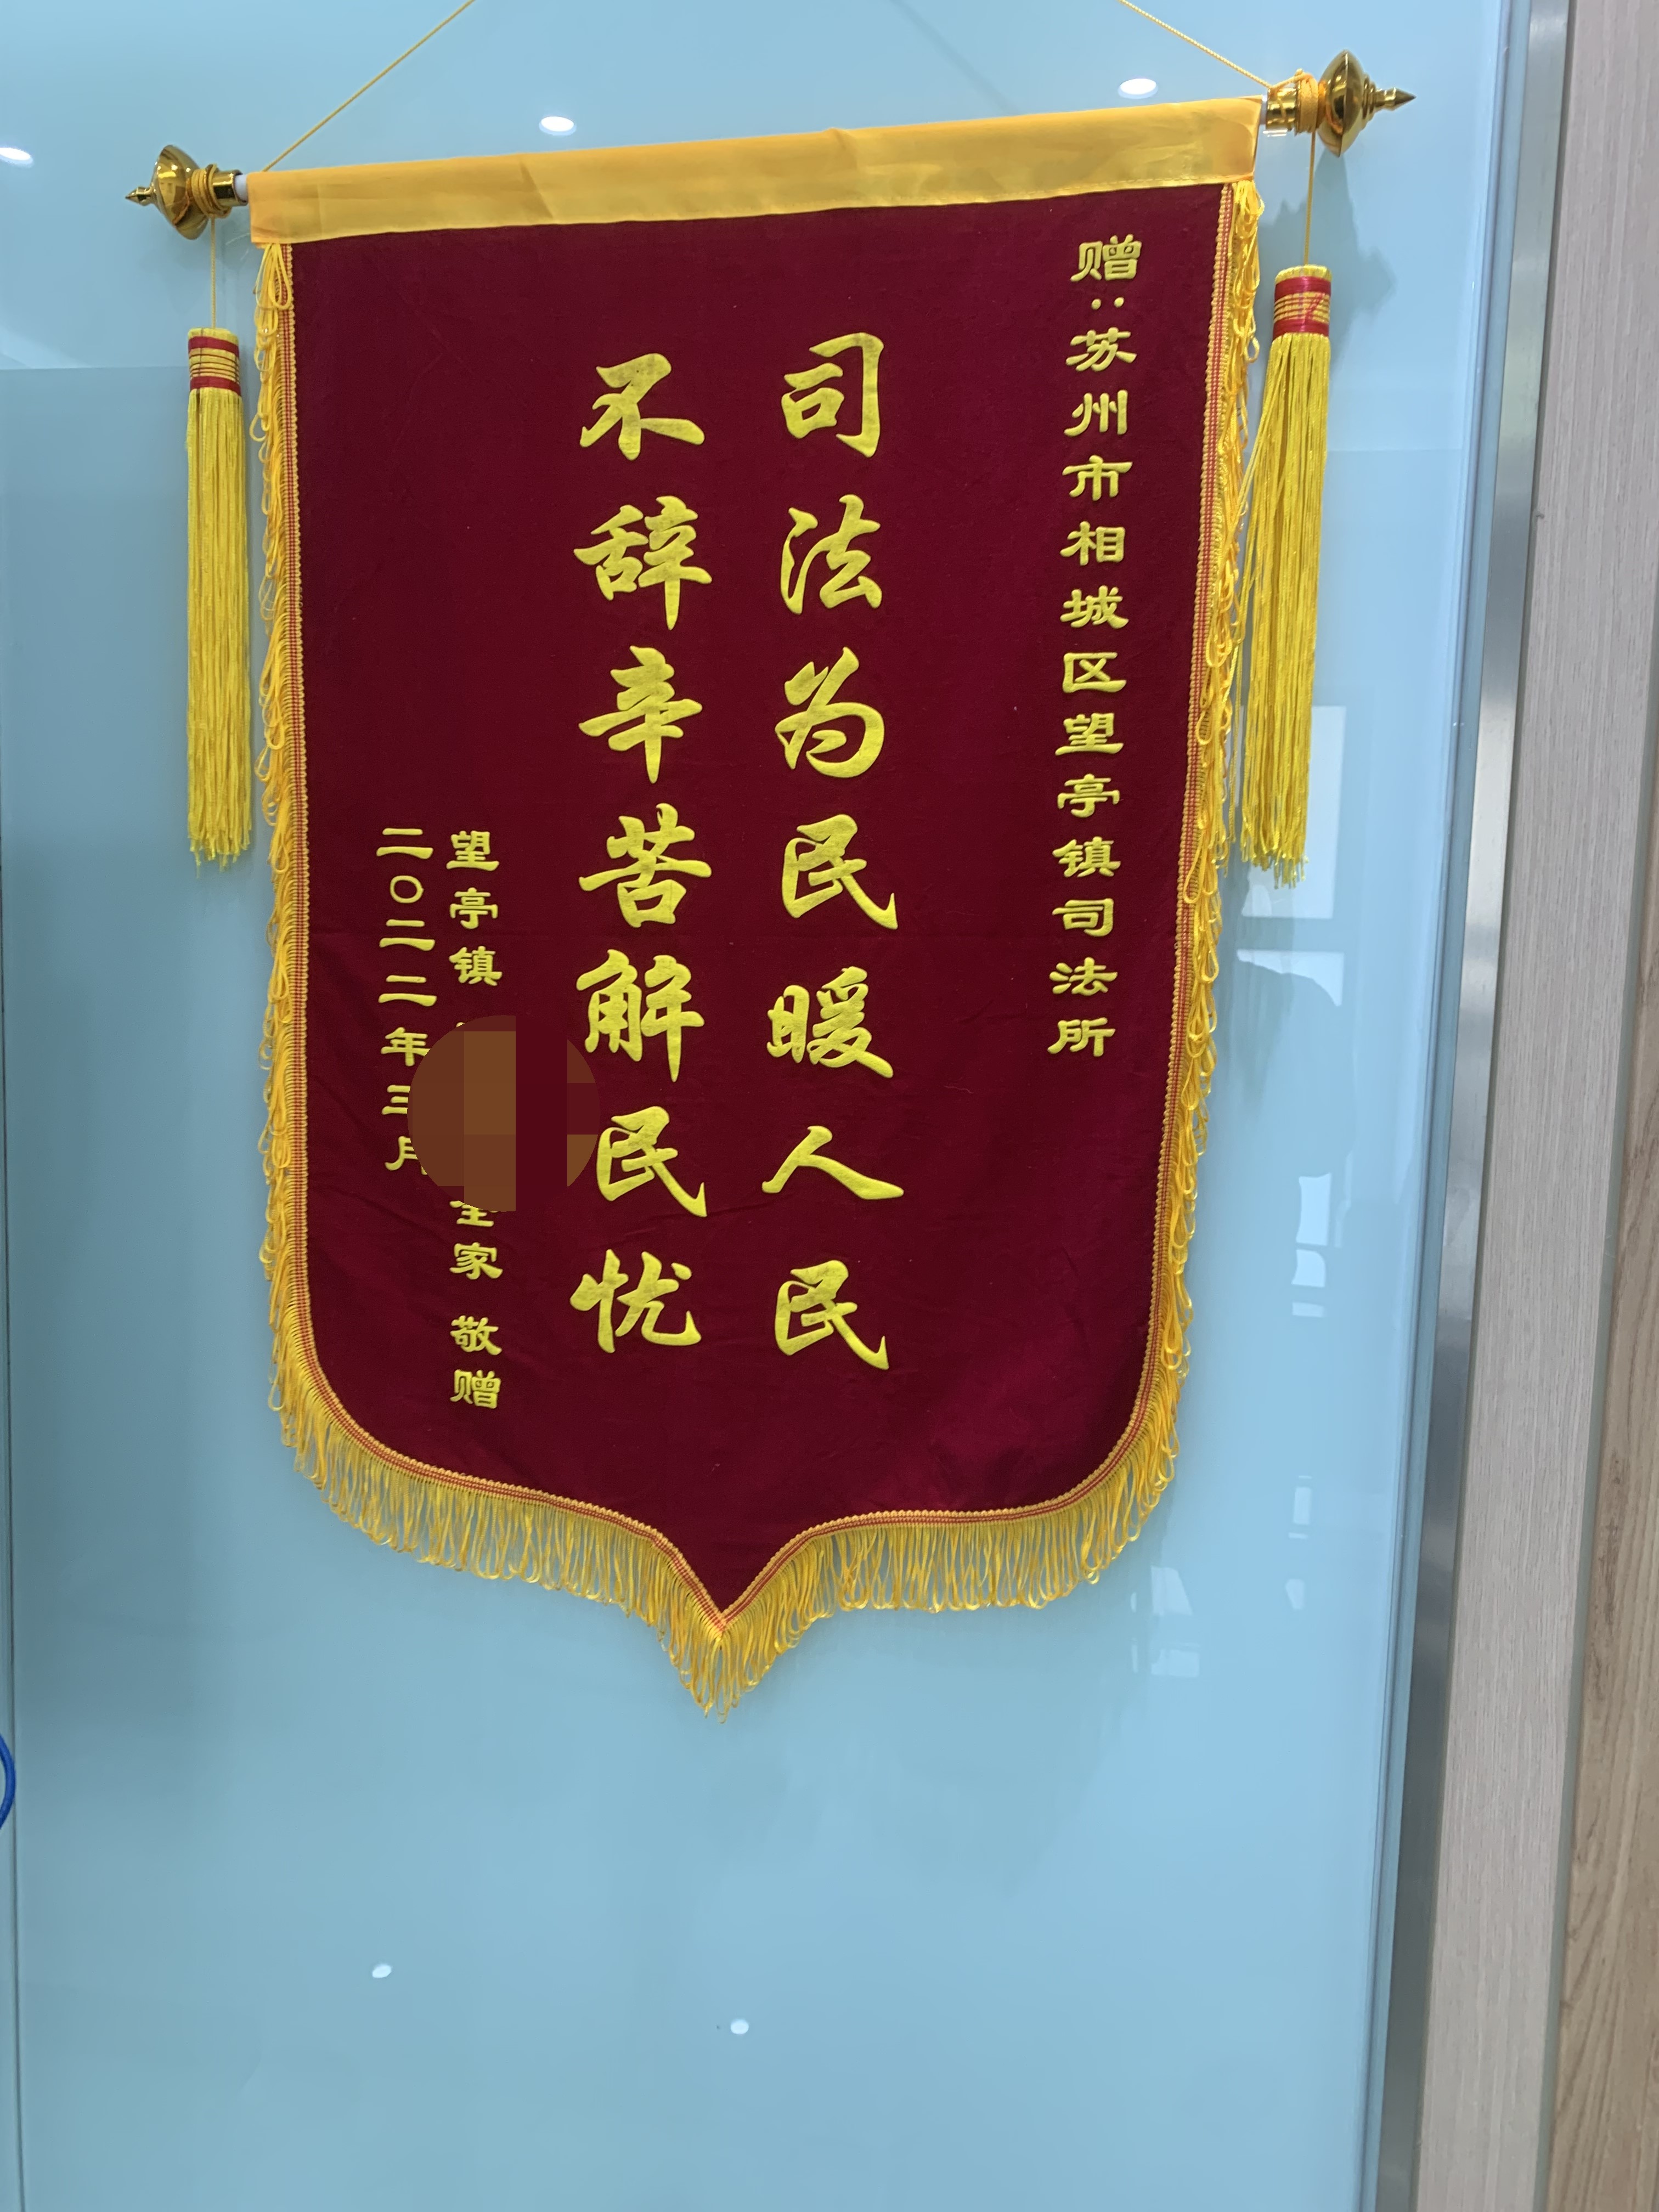 赠：苏州市相城区望亭镇司法所
司法为民暖人民
不辞辛苦解民忧
望亭镇 全家 敬赠
二〇二二年三月